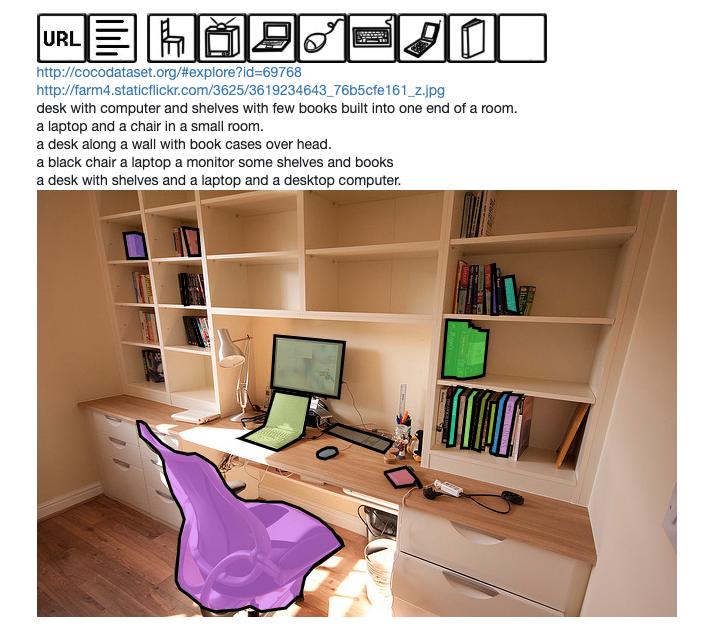 URL
http://cocodataset.org/#explore?id=69768
http://farm4.staticflickr.com/3625/3619234643_76b5cfe161_z.jpg
desk with computer and shelves with few books built into one end of a room.
a laptop and a chair in a small room.
a desk along a wall with book cases over head.
a black chair a laptop a monitor some shelves and books
a desk with shelves and a laptop and a desktop computer.